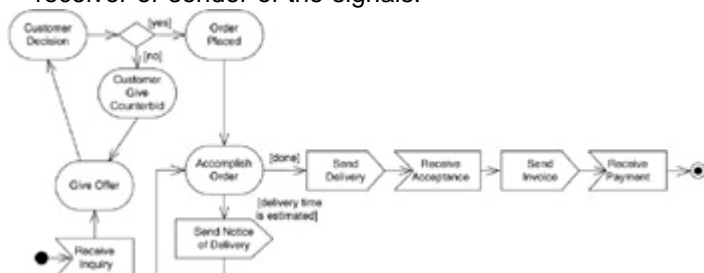 receiver or sender of the signals.
Customer
Decision
[yes]
Order
Placed
[no]
Customer
Give
Counterbid
Give Offer
Accomplish
Order
[done]
Send
Delivery
Receive
Acceptance
Send
Invoice
Receive
Payment
[delivery time
is estimated]
Send Notice
of Delivery
Receive
Inquiry